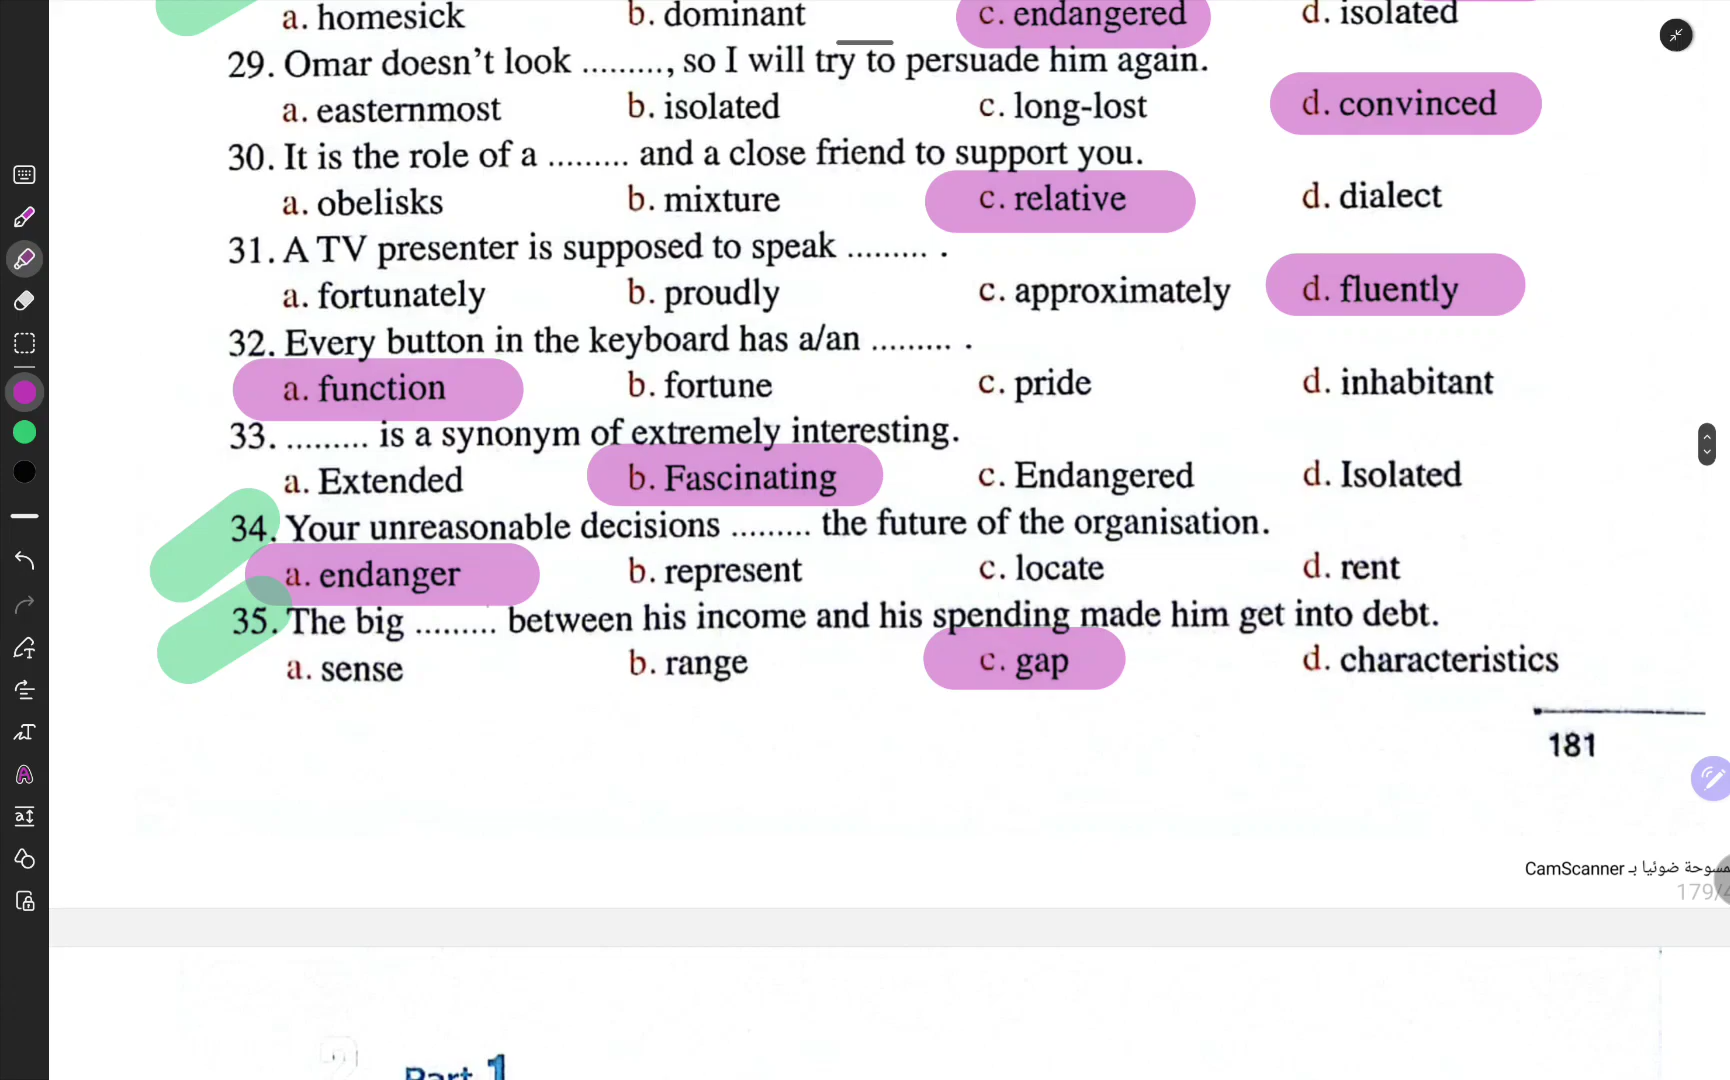 a. homesick b. dominant c. endangered d. isolated
29. Omar doesn't look ........., so I will try to persuade him again.
a. easternmost b. isolated c. long-lost d. convinced
30. It is the role of a ......... and a close friend to support you.
a. obelisks b. mixture c. relative d. dialect
31. A TV presenter is supposed to speak ......... .
a. fortunately b. proudly c. approximately d. fluently
32. Every button in the keyboard has a/an ......... .
a. function b. fortune c. pride d. inhabitant
33. ......... is a synonym of extremely interesting.
a. Extended b. Fascinating c. Endangered d. Isolated
34. Your unreasonable decisions ......... the future of the organisation.
a. endanger b. represent c. locate d. rent
35. The big ......... between his income and his spending made him get into debt.
a. sense b. range c. gap d. characteristics
181
ضوئيا بـ CamScanner
179/
Part 1